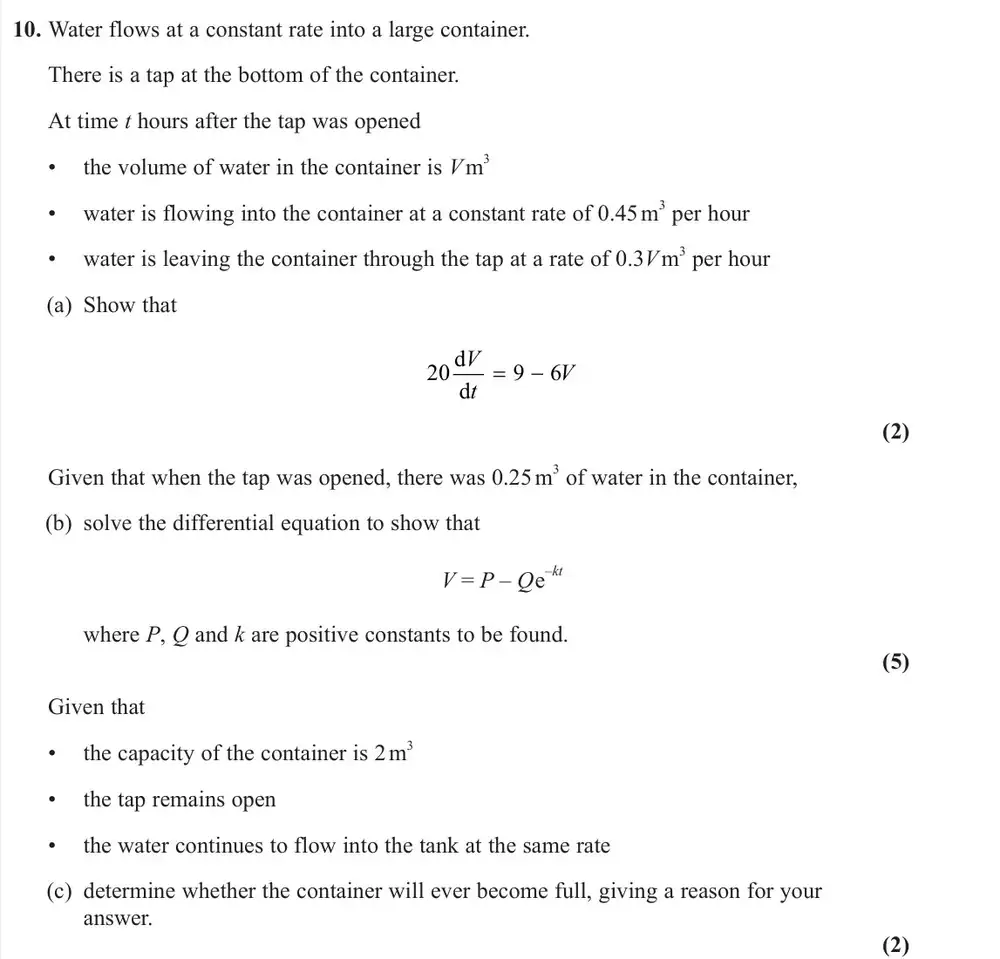 10. Water flows at a constant rate into a large container.
There is a tap at the bottom of the container.
At time t hours after the tap was opened
• the volume of water in the container is V m³
• water is flowing into the container at a constant rate of 0.45 m³ per hour
• water is leaving the container through the tap at a rate of 0.3V m³ per hour
(a) Show that
20 dV/dt = 9 – 6V
(2)
Given that when the tap was opened, there was 0.25 m³ of water in the container,
(b) solve the differential equation to show that
V = P – Qe^(–kt)
where P, Q and k are positive constants to be found.
(5)
Given that
• the capacity of the container is 2 m³
• the tap remains open
• the water continues to flow into the tank at the same rate
(c) determine whether the container will ever become full, giving a reason for your
answer.
(2)